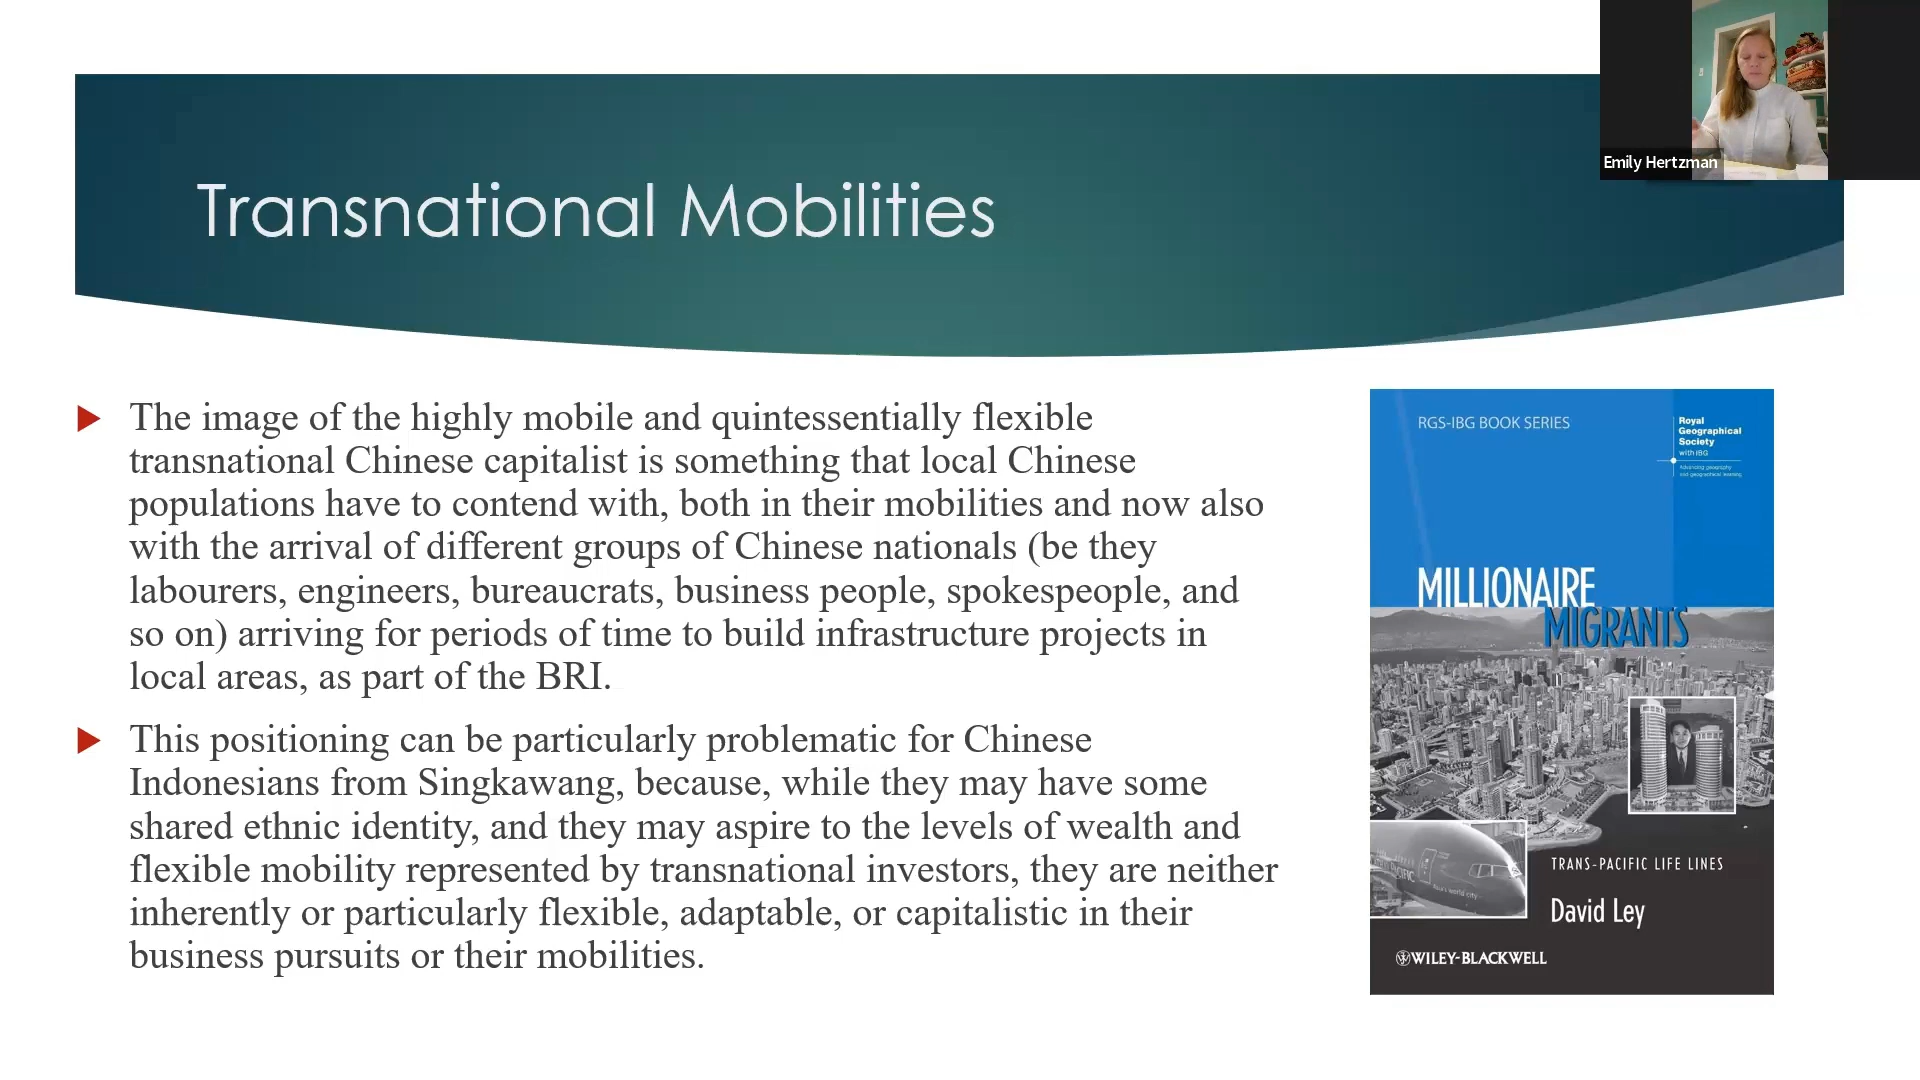 Emily Hertzman
Transnational Mobilities
The image of the highly mobile and quintessentially flexible
transnational Chinese capitalist is something that local Chinese
populations have to contend with, both in their mobilities and now also
with the arrival of different groups of Chinese nationals (be they
labourers, engineers, bureaucrats, business people, spokespeople, and
so on) arriving for periods of time to build infrastructure projects in
local areas, as part of the BRI.
This positioning can be particularly problematic for Chinese
Indonesians from Singkawang, because, while they may have some
shared ethnic identity, and they may aspire to the levels of wealth and
flexible mobility represented by transnational investors, they are neither
inherently or particularly flexible, adaptable, or capitalistic in their
business pursuits or their mobilities.
RGS-IBG BOOK SERIES
Royal
Geographical
Society
with IBG
Advancing geography
and geographical learning
MILLIONAIRE
MIGRANTS
PACIFIC
TRANS-PACIFIC LIFE LINES
David Ley
WILEY-BLACKWELL